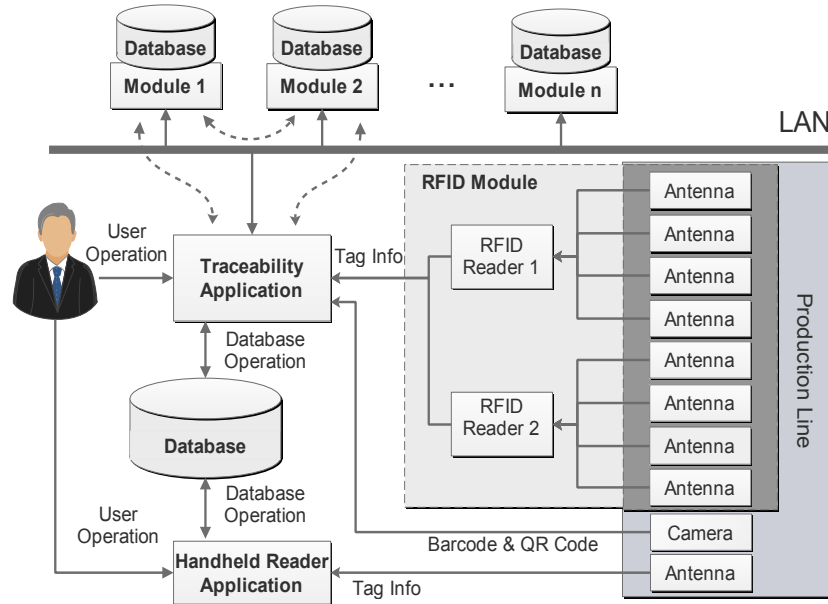 Database
Module 1
Database
Module 2
...
Database
Module n
LAN
RFID Module
User
Operation
Traceability
Application
Tag Info
RFID
Reader 1
RFID
Reader 2
Antenna
Antenna
Antenna
Antenna
Antenna
Antenna
Antenna
Antenna
Production Line
Database
Operation
Database
Database
Operation
User
Operation
Handheld Reader
Application
Barcode & QR Code
Camera
Tag Info
Antenna